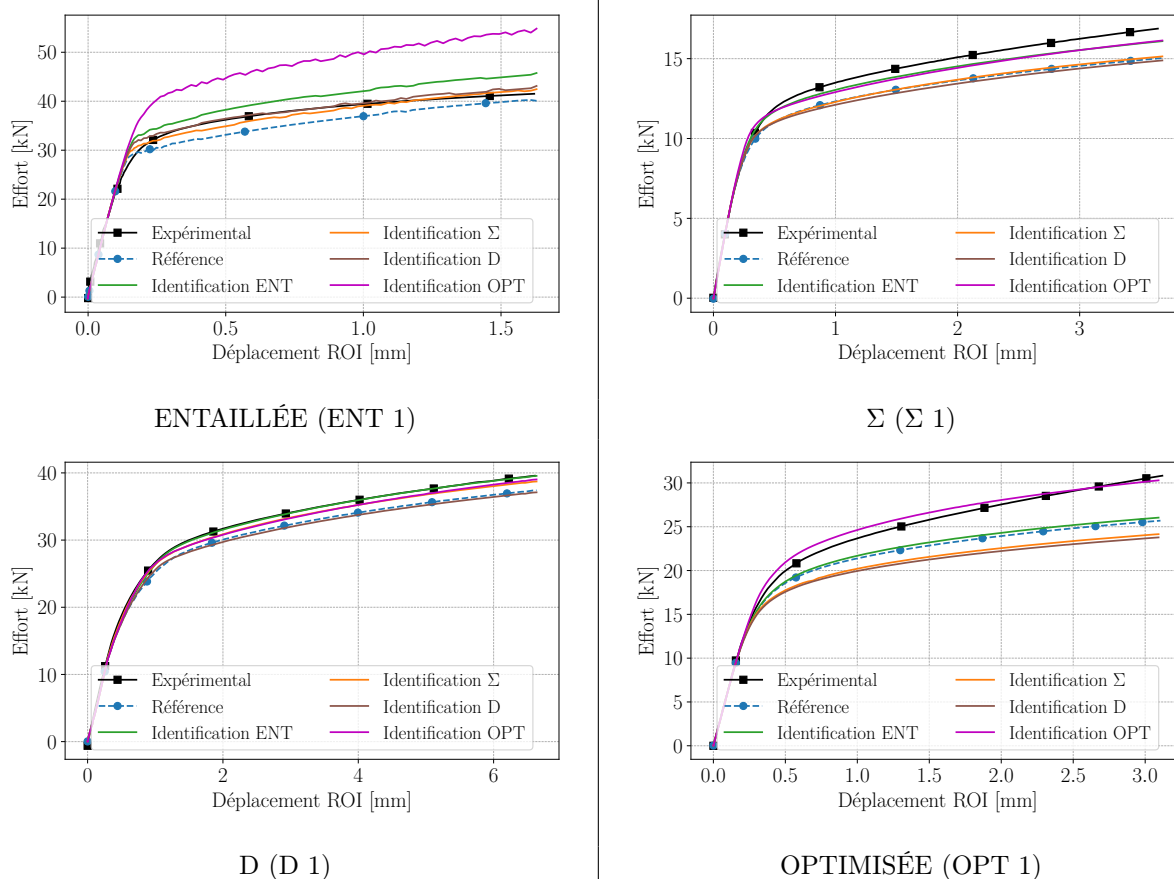 50
40
30
20
10
0
Effort [kN]
Expérimental
Référence
Identification ENT
Identification Σ
Identification D
Identification OPT
0.0 0.5 1.0 1.5
Déplacement ROI [mm]
ENTAILLÉE (ENT 1)
15
10
5
0
Effort [kN]
Expérimental
Référence
Identification ENT
Identification Σ
Identification D
Identification OPT
0 1 2 3
Déplacement ROI [mm]
Σ (Σ 1)
40
30
20
10
0
Effort [kN]
Expérimental
Référence
Identification ENT
Identification Σ
Identification D
Identification OPT
0 2 4 6
Déplacement ROI [mm]
D (D 1)
30
25
20
15
10
5
0
Effort [kN]
Expérimental
Référence
Identification ENT
Identification Σ
Identification D
Identification OPT
0.0 0.5 1.0 1.5 2.0 2.5 3.0
Déplacement ROI [mm]
OPTIMISÉE (OPT 1)